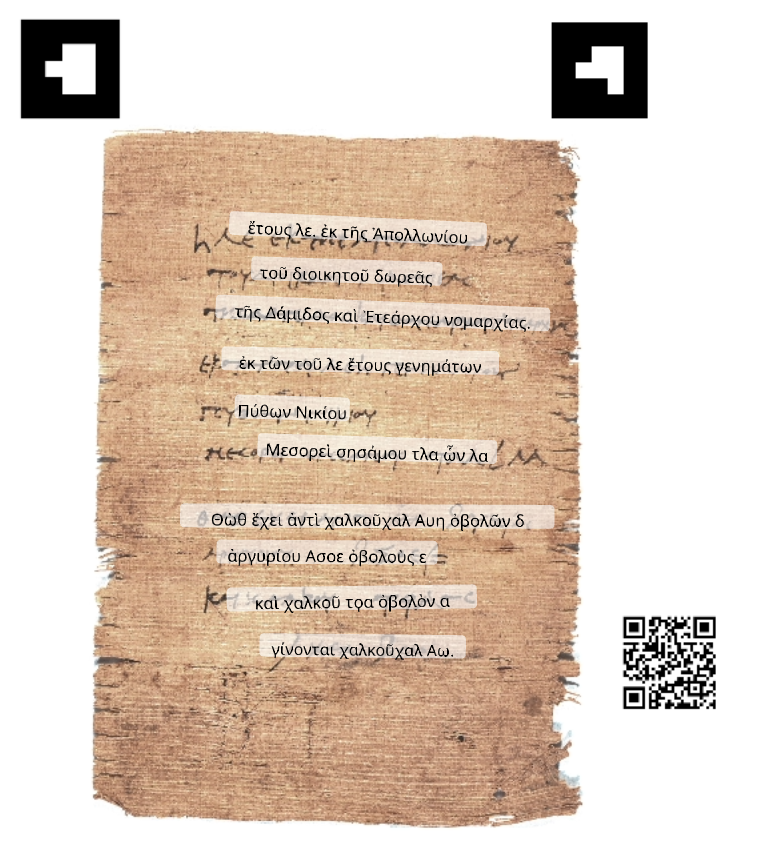 ἔτους λε. ἐκ τῆς Ἀπολλωνίου
τοῦ διοικητοῦ δωρεᾶς
τῆς Δάμιδος καὶ Ἐτεάρχου νομαρχίας.
ἐκ τῶν τοῦ λε ἔτους γενημάτων
Πύθων Νικίου
Μεσορεὶ σησάμου τλα ὧν λα
Θὼθ ἔχει ἀντὶ χαλκοῦχαλ Αυη ὀβολῶν δ
ἀργυρίου Ασοε ὀβολοὺς ε
καὶ χαλκοῦ τρα ὀβολὸν α
γίνονται χαλκοῦχαλ Αω.